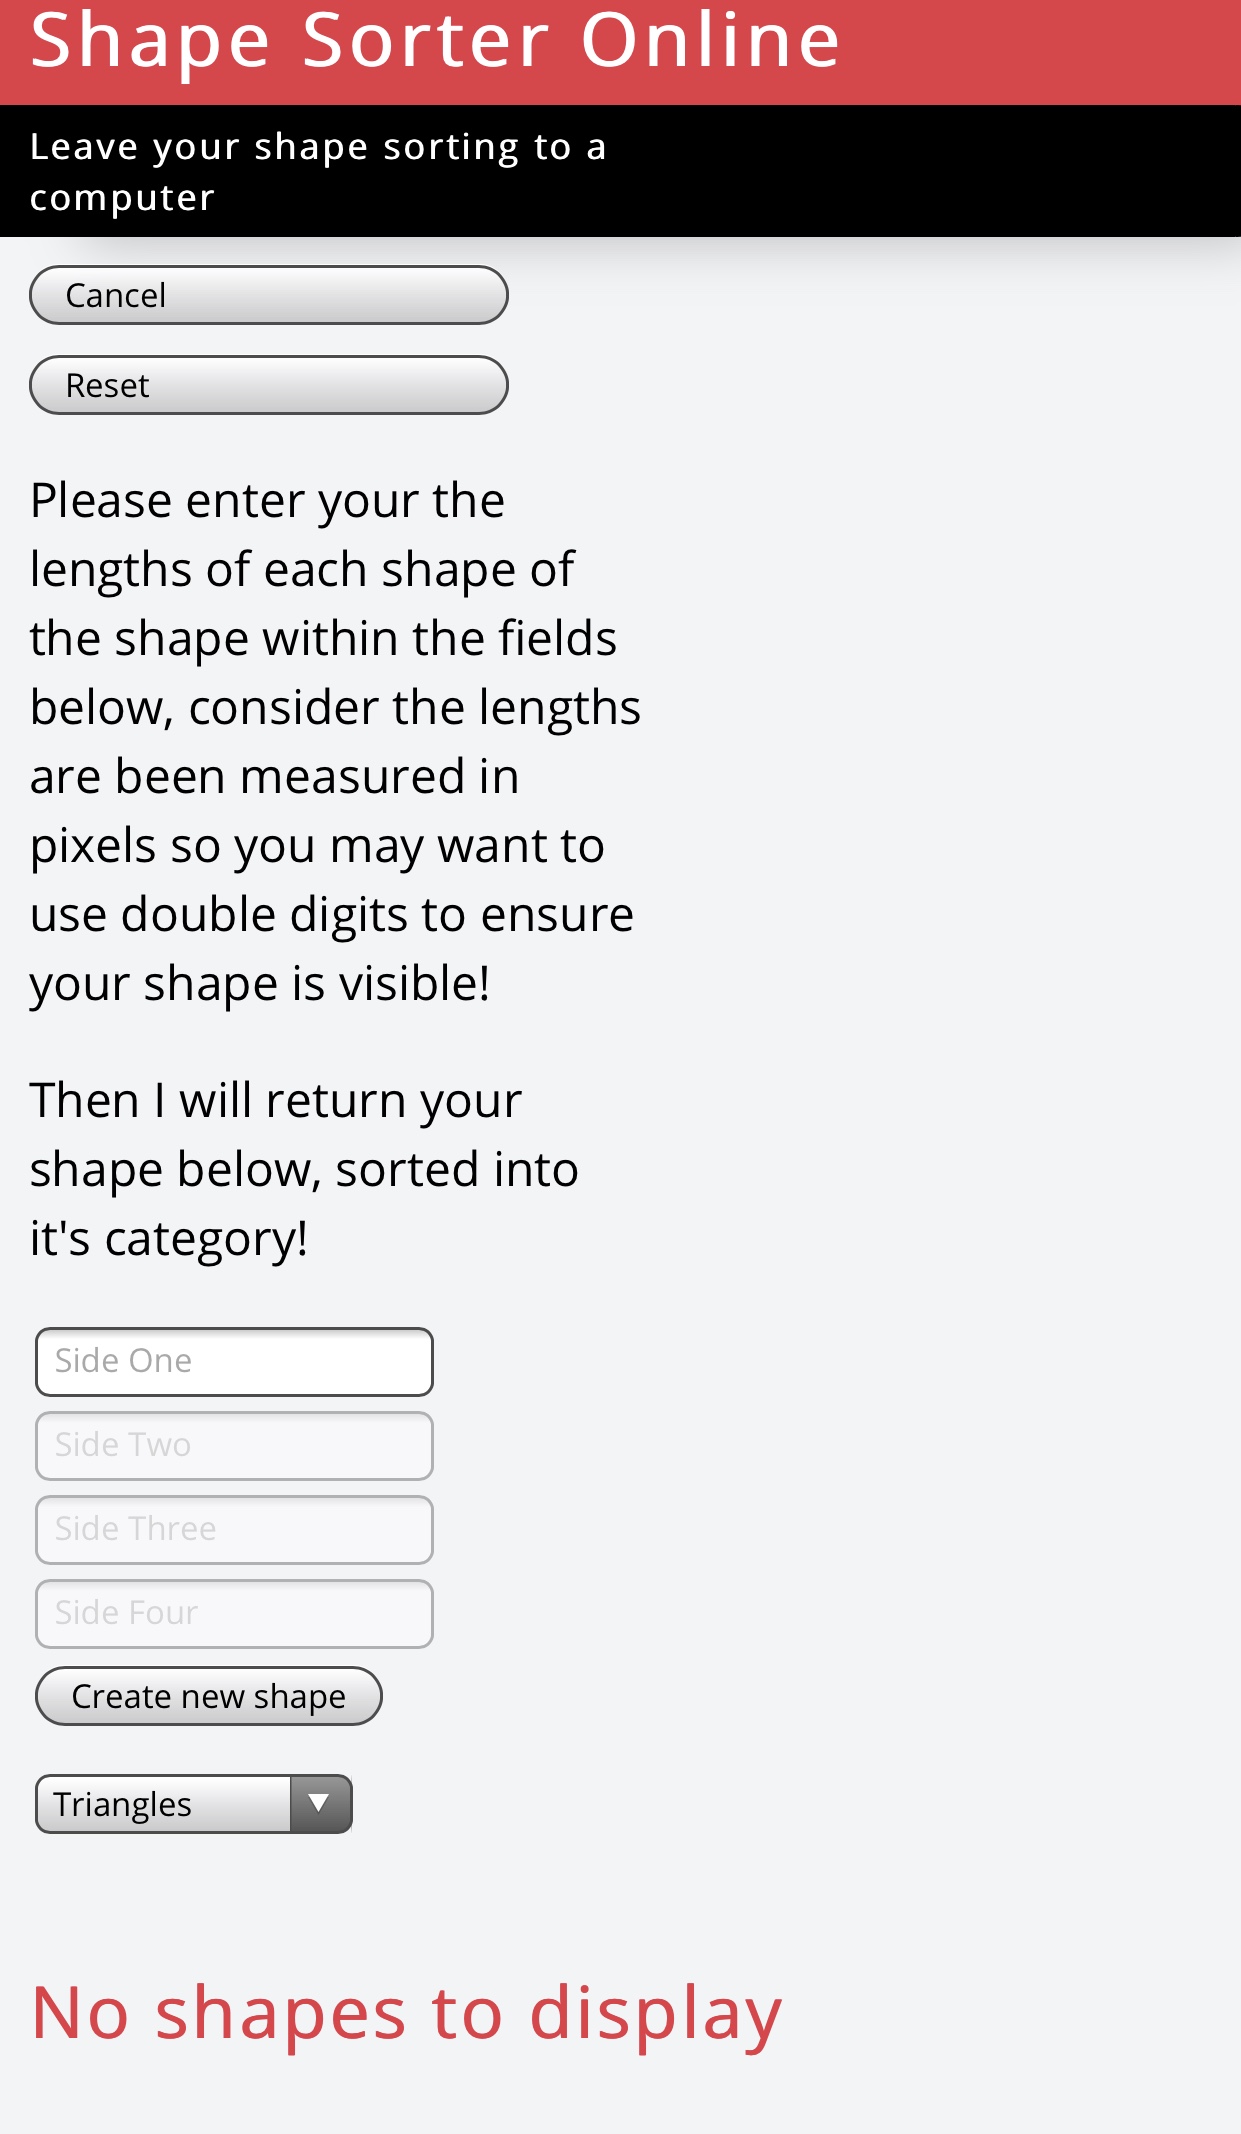 Shape Sorter Online
Leave your shape sorting to a
computer
Cancel
Reset
Please enter your the
lengths of each shape of
the shape within the fields
below, consider the lengths
are been measured in
pixels so you may want to
use double digits to ensure
your shape is visible!
Then I will return your
shape below, sorted into
it's category!
Side One
Side Two
Side Three
Side Four
Create new shape
Triangles
No shapes to display